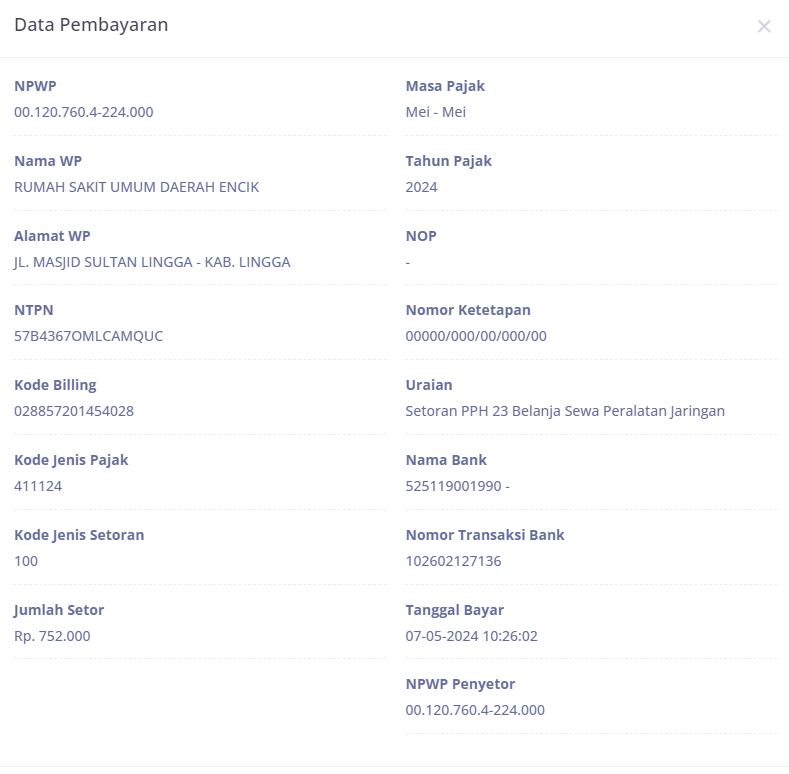 Data Pembayaran
NPWP
00.120.760.4-224.000
Nama WP
RUMAH SAKIT UMUM DAERAH ENCIK
Alamat WP
JL. MASJID SULTAN LINGGA - KAB. LINGGA
NTPN
57B4367OMLCAMQUC
Kode Billing
028857201454028
Kode Jenis Pajak
411124
Kode Jenis Setoran
100
Jumlah Setor
Rp. 752.000
Masa Pajak
Mei - Mei
Tahun Pajak
2024
NOP
-
Nomor Ketetapan
00000/000/00/000/00
Uraian
Setoran PPH 23 Belanja Sewa Peralatan Jaringan
Nama Bank
525119001990 -
Nomor Transaksi Bank
102602127136
Tanggal Bayar
07-05-2024 10:26:02
NPWP Penyetor
00.120.760.4-224.000